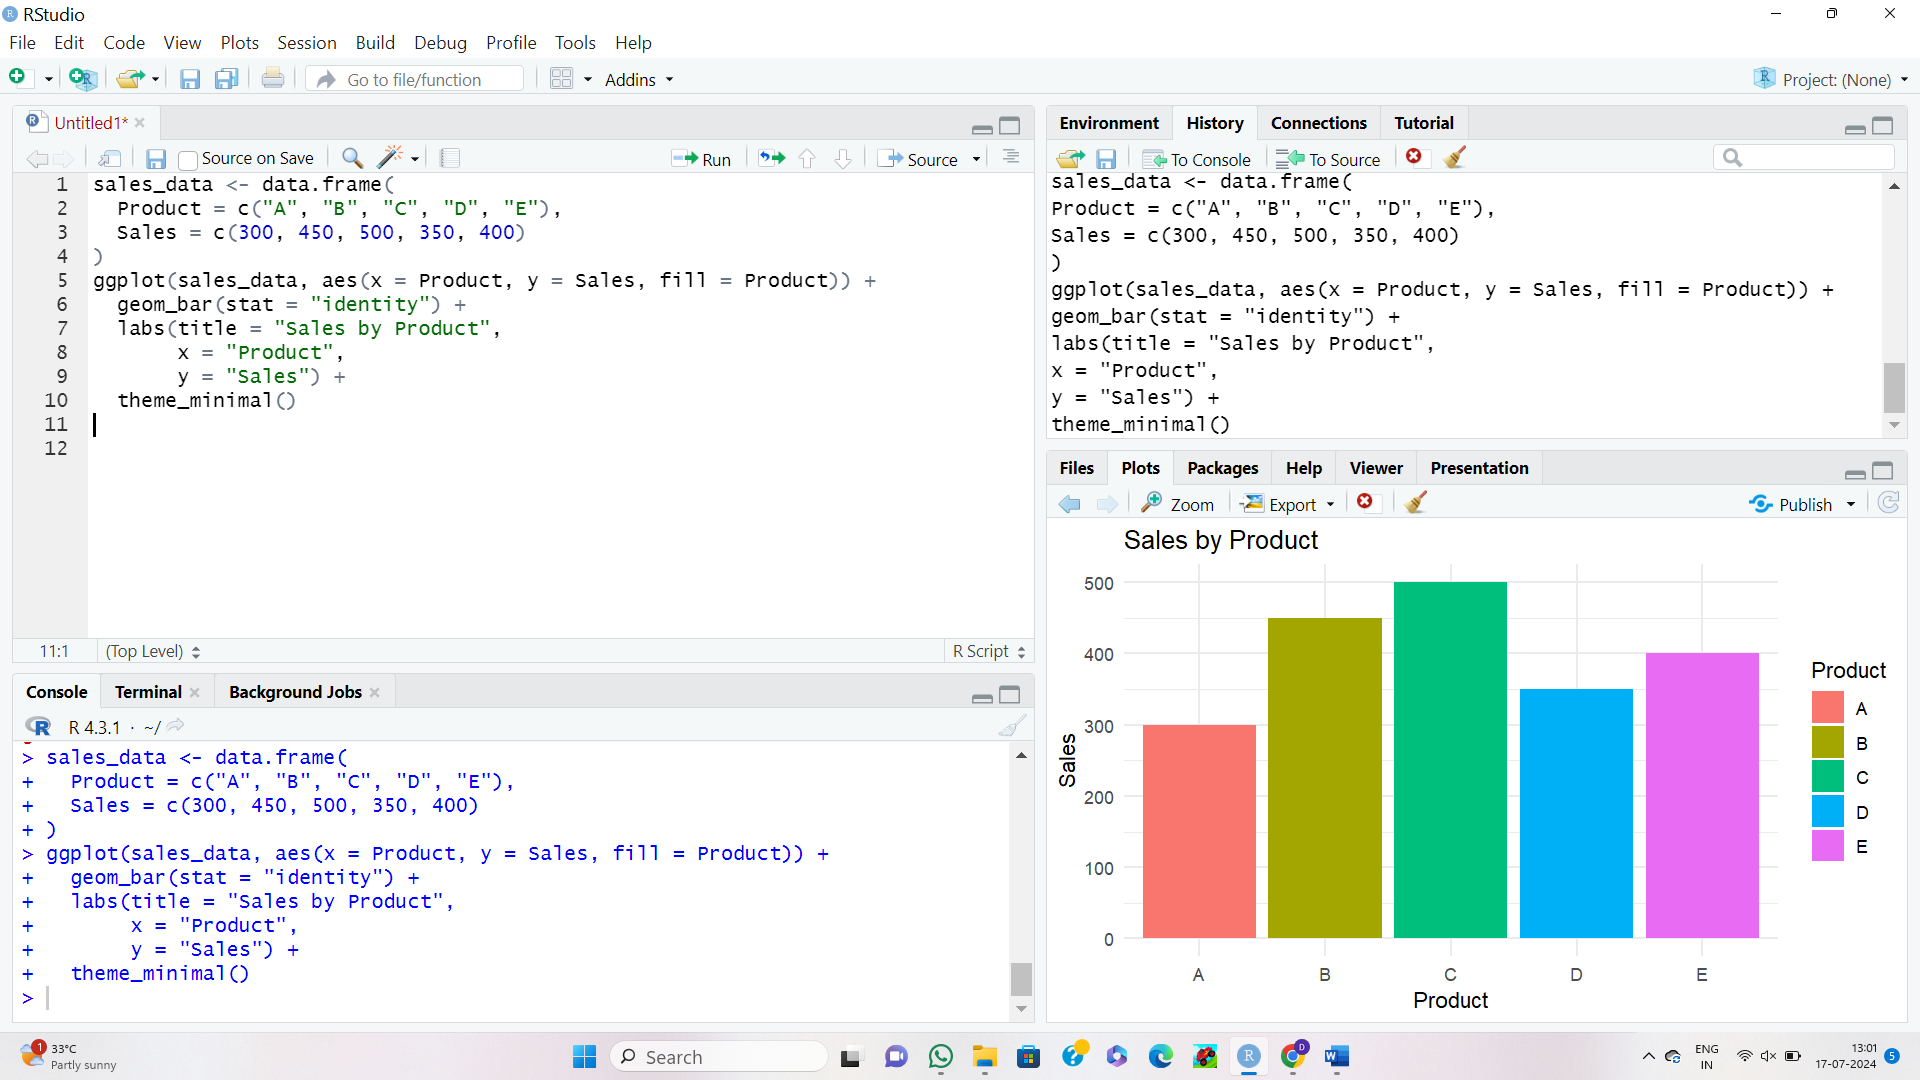 RStudio
File Edit Code View Plots Session Build Debug Profile Tools Help
Go to file/function Addins Project: (None)
Untitled1*
Source on Save Run Source
1 sales_data <- data.frame(
2   Product = c("A", "B", "C", "D", "E"),
3   Sales = c(300, 450, 500, 350, 400)
4 )
5 ggplot(sales_data, aes(x = Product, y = Sales, fill = Product)) +
6   geom_bar(stat = "identity") +
7   labs(title = "Sales by Product",
8        x = "Product",
9        y = "Sales") +
10   theme_minimal()
11
12
11:1 (Top Level) R Script
Console Terminal Background Jobs
R R 4.3.1 · ~/
> sales_data <- data.frame(
+   Product = c("A", "B", "C", "D", "E"),
+   Sales = c(300, 450, 500, 350, 400)
+ )
> ggplot(sales_data, aes(x = Product, y = Sales, fill = Product)) +
+   geom_bar(stat = "identity") +
+   labs(title = "Sales by Product",
+        x = "Product",
+        y = "Sales") +
+   theme_minimal()
>
Environment History Connections Tutorial
To Console To Source
sales_data <- data.frame(
Product = c("A", "B", "C", "D", "E"),
Sales = c(300, 450, 500, 350, 400)
)
ggplot(sales_data, aes(x = Product, y = Sales, fill = Product)) +
geom_bar(stat = "identity") +
labs(title = "Sales by Product",
x = "Product",
y = "Sales") +
theme_minimal()
Files Plots Packages Help Viewer Presentation
Zoom Export Publish
Sales by Product
500
400
300
200
100
0
Sales
A B C D E
Product
Product
A
B
C
D
E
1 33°C
Partly sunny
Search
D
R
W
ENG
IN
13:01
17-07-2024
5